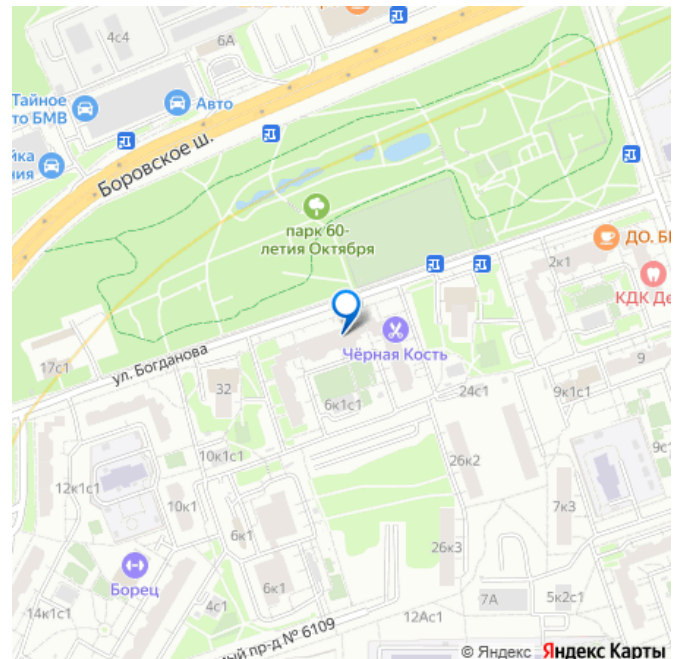 4с4
6А
Тайное
то БМВ
Авто
йка
ния
Боровское ш.
парк 60-
летия Октября
ДО. БІ
2к1
КДК Де
Чёрная Кость
ул. Богданова
17с1
32
6к1с1
24с1
9
9к1с1
10к1с1
26к2
9с
12к1с1
10к1
7к3
6к1
26к3
Борец
6к1
7А
5к2с1
14к1с1
4с1
12Ас1
ный пр-д № 6109
© Яндекс Яндекс Карты